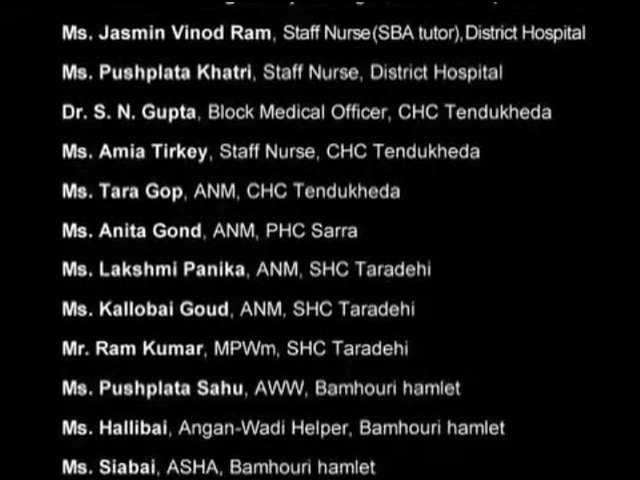 Ms. Jasmin Vinod Ram, Staff Nurse(SBA tutor), District Hospital
Ms. Pushplata Khatri, Staff Nurse, District Hospital
Dr. S. N. Gupta, Block Medical Officer, CHC Tendukheda
Ms. Amia Tirkey, Staff Nurse, CHC Tendukheda
Ms. Tara Gop, ANM, CHC Tendukheda
Ms. Anita Gond, ANM, PHC Sarra
Ms. Lakshmi Panika, ANM, SHC Taradehi
Ms. Kallobai Goud, ANM, SHC Taradehi
Mr. Ram Kumar, MPWm, SHC Taradehi
Ms. Pushplata Sahu, AWW, Bamhouri hamlet
Ms. Hallibai, Angan-Wadi Helper, Bamhouri hamlet
Ms. Siabai, ASHA, Bamhouri hamlet